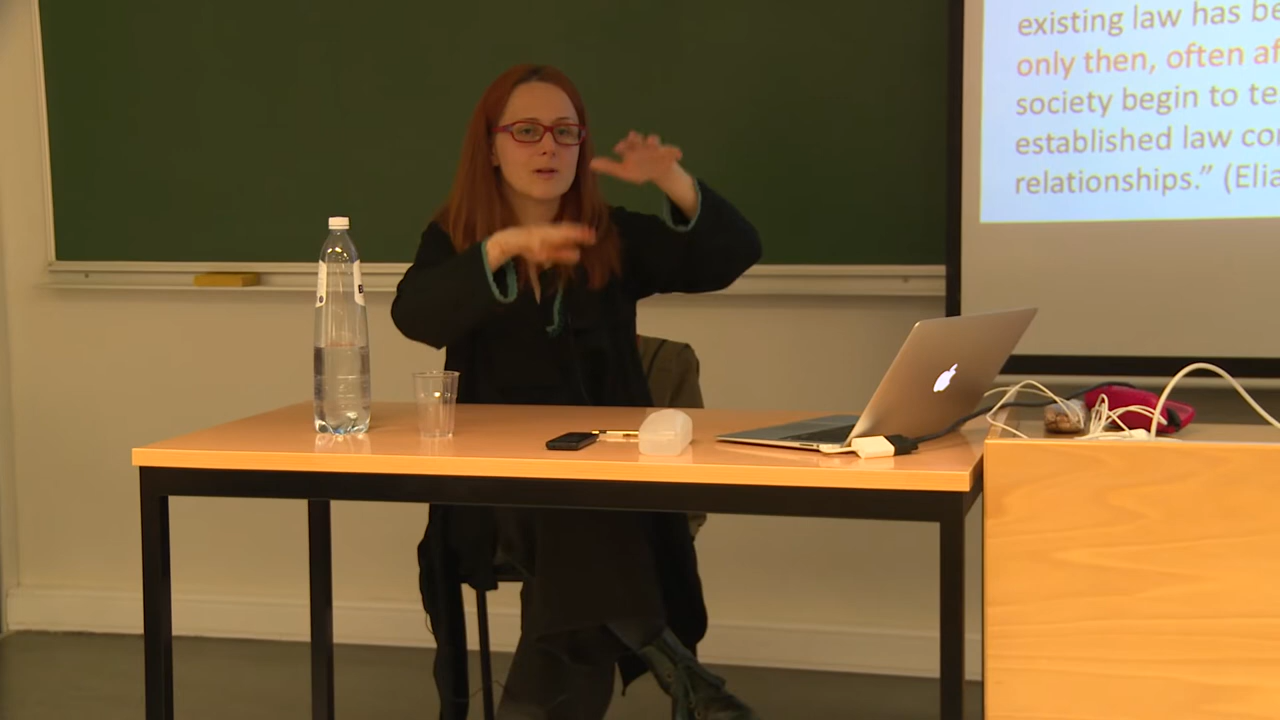 existing law has be
only then, often af
society begin to te
established law co
relationships.” (Elia